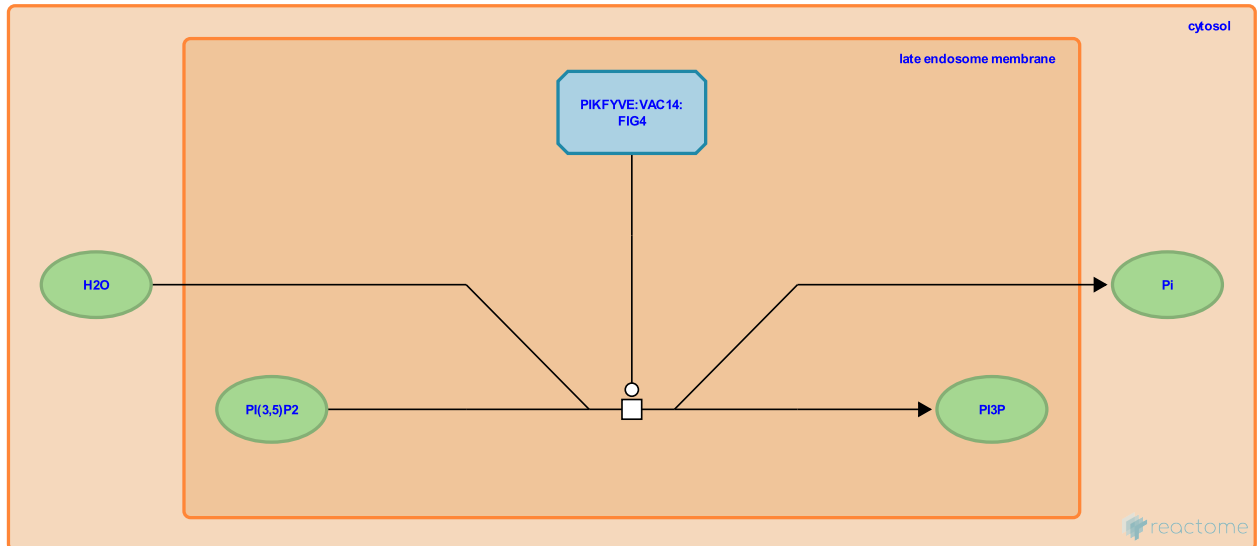 cytosol
late endosome membrane
PIKFYVE:VAC14:
FIG4
H2O
Pi
PI(3,5)P2
PI3P
reactome